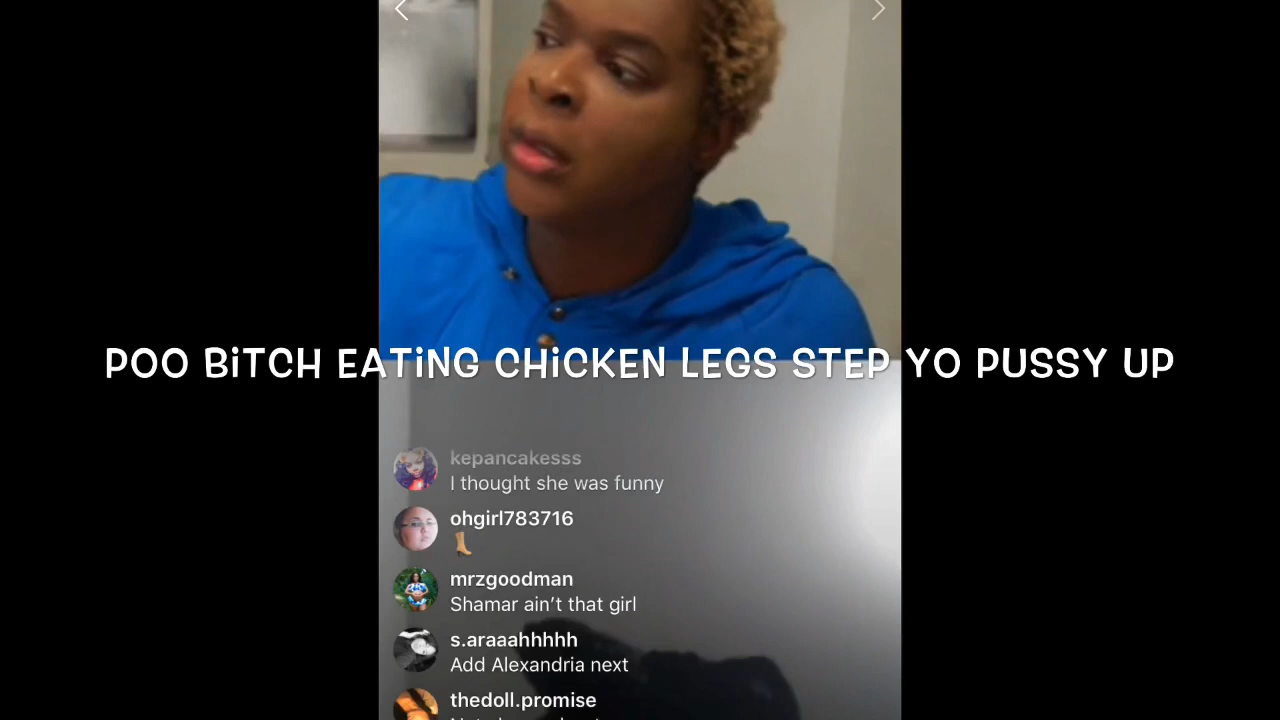 POO BITCH EATING CHICKEN LEGS STEP YO PUSSY UP
kepancakesss
I thought she was funny
ohgirl783716
mrzgoodman
Shamar ain't that girl
s.araaahhhhh
Add Alexandria next
thedoll.promise